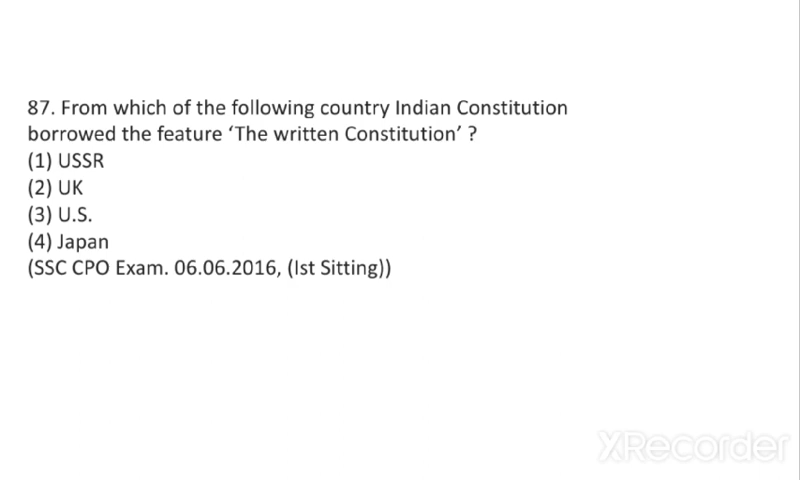 87. From which of the following country Indian Constitution
borrowed the feature ‘The written Constitution’ ?
(1) USSR
(2) UK
(3) U.S.
(4) Japan
(SSC CPO Exam. 06.06.2016, (Ist Sitting))
XRecorder